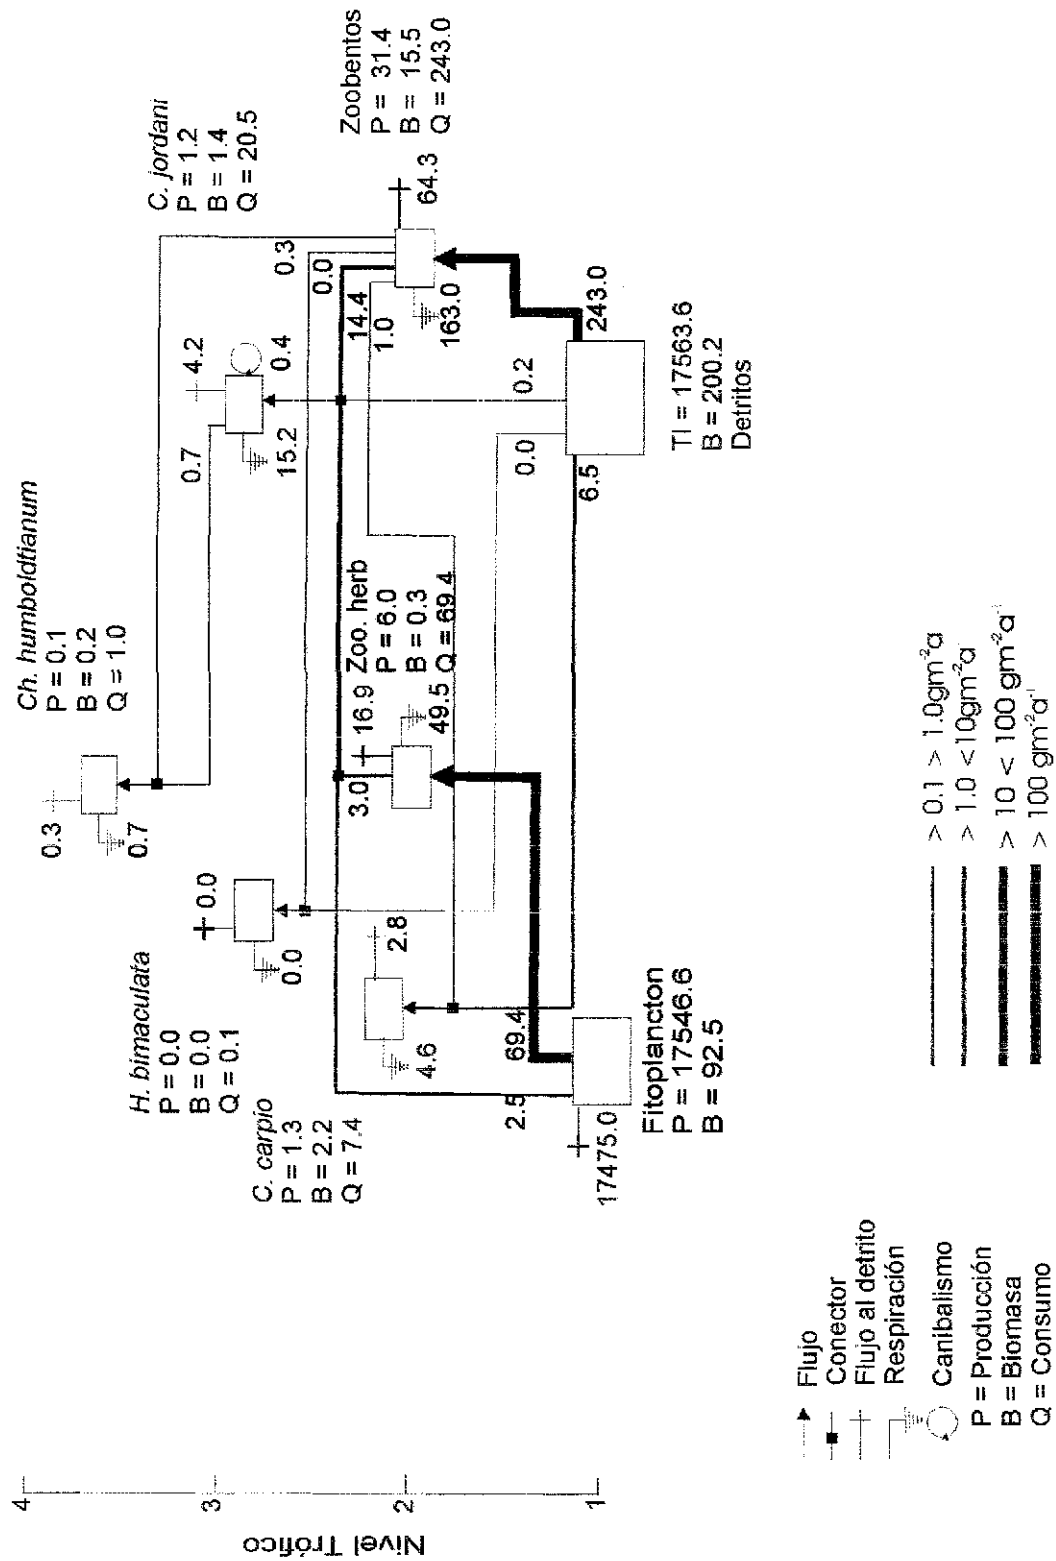 Nivel Trófico
4
3
2
1
Ch. humboldtianum
P = 0.1
B = 0.2
Q = 1.0
0.3
0.7
H. bimaculata
P = 0.0
B = 0.0
Q = 0.1
0.0
0.0
C. carpio
P = 1.3
B = 2.2
Q = 7.4
2.8
4.6
C. jordani
P = 1.2
B = 1.4
Q = 20.5
4.2
0.4
0.7
15.2
Zoo. herb
P = 6.0
B = 0.3
Q = 69.4
16.9
3.0
49.5
Zoobentos
P = 31.4
B = 15.5
Q = 243.0
64.3
0.3
0.0
14.4
1.0
163.0
Fitoplancton
P = 17546.6
B = 92.5
69.4
2.5
17475.0
TI = 17563.6
B = 200.2
Detritos
243.0
0.2
0.0
6.5
Flujo
Conector
Flujo al detrito
Respiración
Canibalismo
P = Producción
B = Biomasa
Q = Consumo
> 0.1 > 1.0gm⁻²a
> 1.0 <10gm⁻²a
> 10 < 100 gm⁻²a⁻¹
> 100 gm⁻²a⁻¹